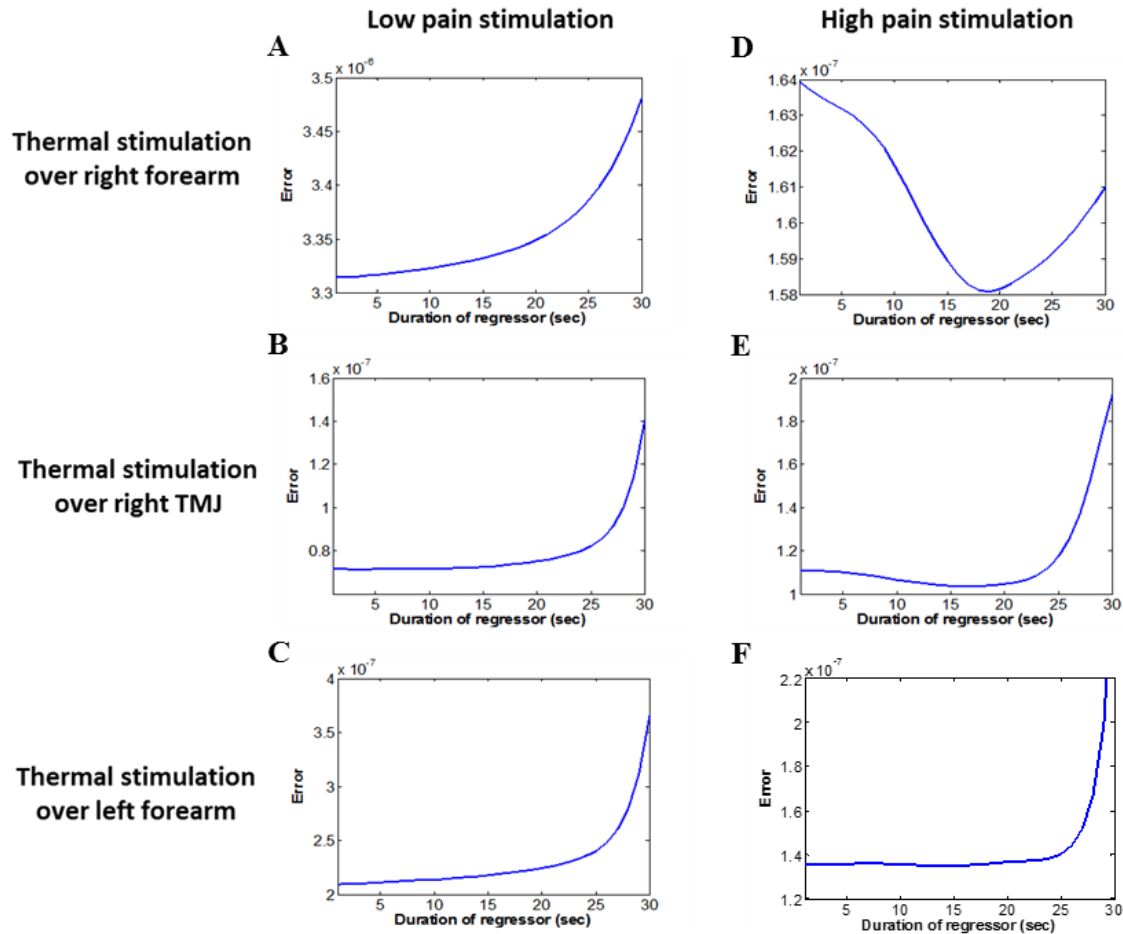 Low pain stimulation
High pain stimulation
Thermal stimulation
over right forearm
A
x 10^-6
3.5
3.45
3.4
3.35
3.3
Error
5 10 15 20 25 30
Duration of regressor (sec)
D
x 10^-7
1.64
1.63
1.62
1.61
1.6
1.59
1.58
Error
5 10 15 20 25 30
Duration of regressor (sec)
Thermal stimulation
over right TMJ
B
x 10^-7
1.6
1.4
1.2
1
0.8
Error
5 10 15 20 25 30
Duration of regressor (sec)
E
x 10^-7
2
1.8
1.6
1.4
1.2
1
Error
5 10 15 20 25 30
Duration of regressor (sec)
Thermal stimulation
over left forearm
C
x 10^-7
4
3.5
3
2.5
2
Error
5 10 15 20 25 30
Duration of regressor (sec)
F
x 10^-7
2.2
2
1.8
1.6
1.4
1.2
Error
5 10 15 20 25 30
Duration of regressor (sec)